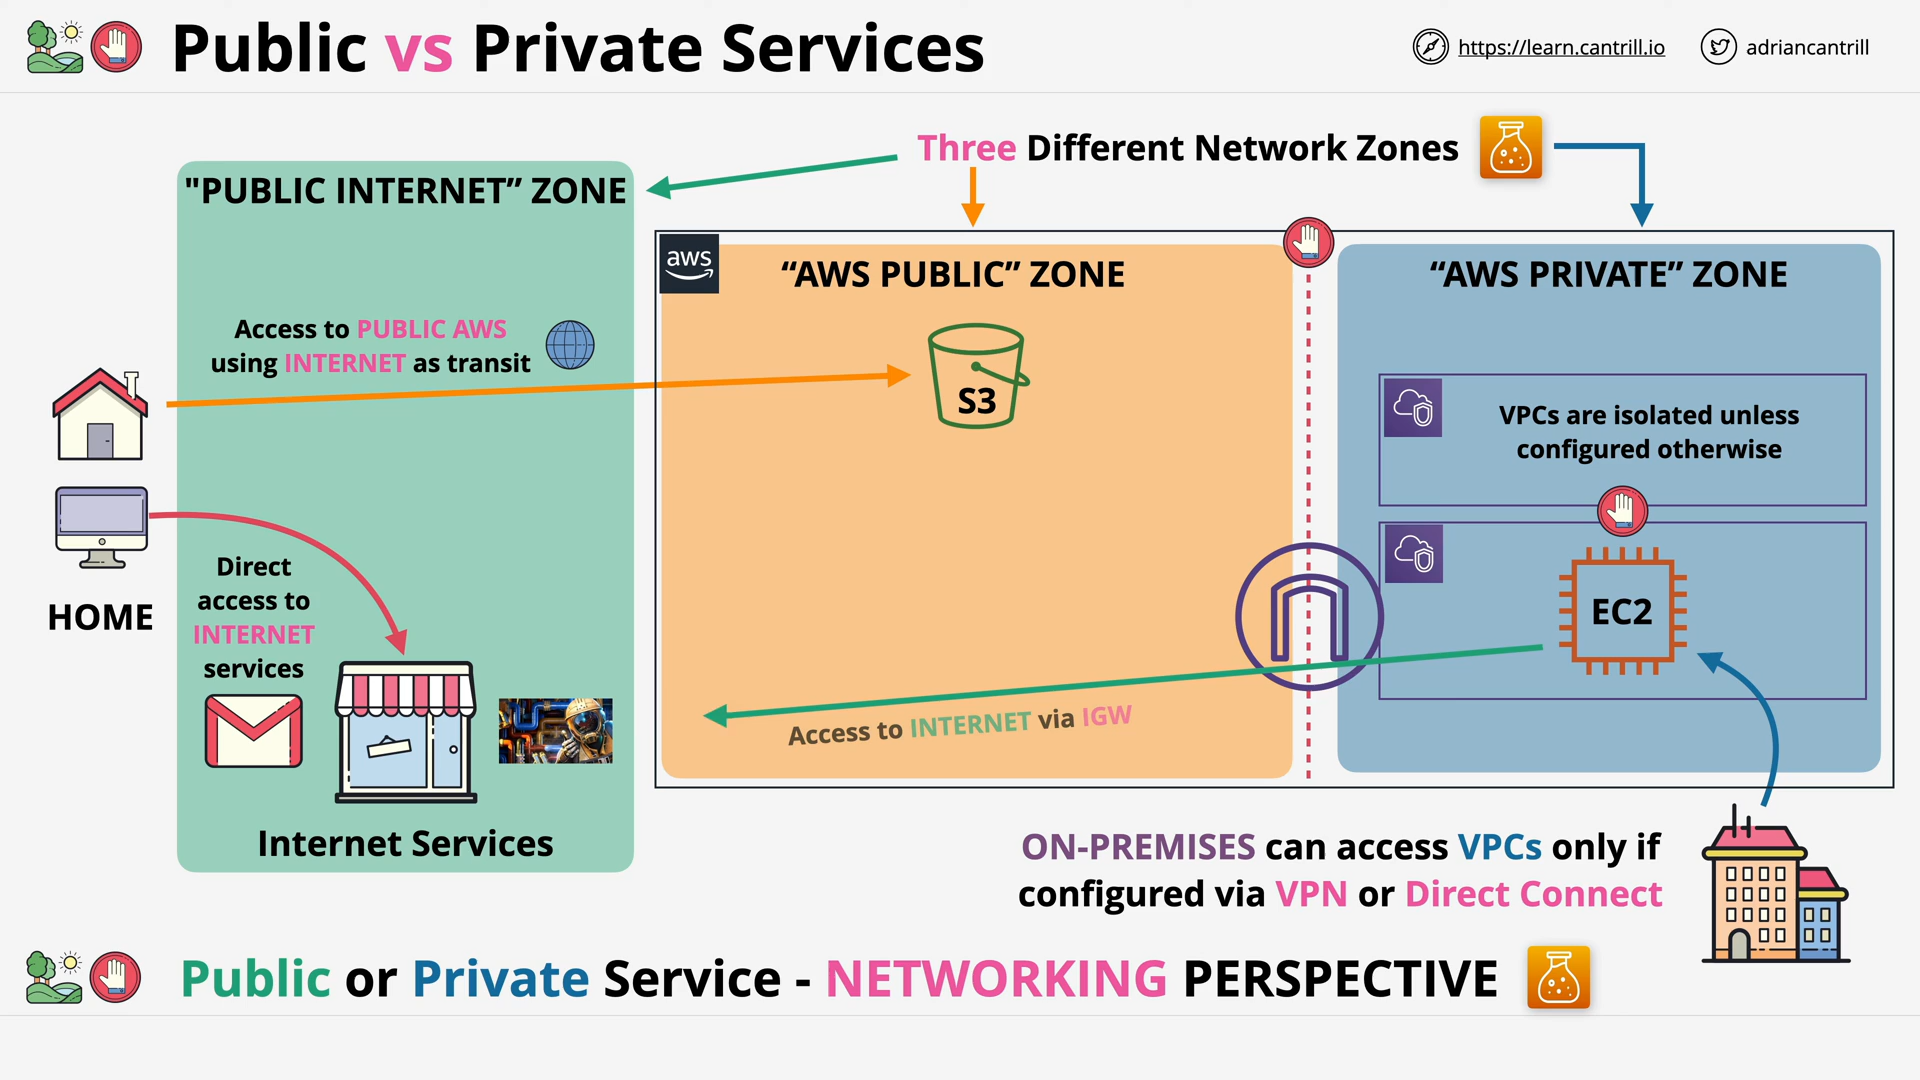 Public vs Private Services
https://learn.cantrill.io
adriancantrill
Three Different Network Zones
"PUBLIC INTERNET” ZONE
aws
“AWS PUBLIC” ZONE
“AWS PRIVATE” ZONE
Access to PUBLIC AWS
using INTERNET as transit
S3
VPCs are isolated unless
configured otherwise
HOME
Direct
access to
INTERNET
services
EC2
Access to INTERNET via IGW
Internet Services
ON-PREMISES can access VPCs only if
configured via VPN or Direct Connect
Public or Private Service - NETWORKING PERSPECTIVE